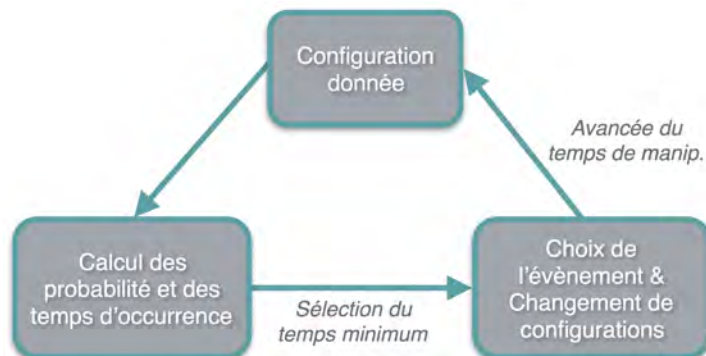 Configuration
donnée
Avancée du
temps de manip.
Calcul des
probabilité et des
temps d'occurrence
Sélection du
temps minimum
Choix de
l'évènement &
Changement de
configurations